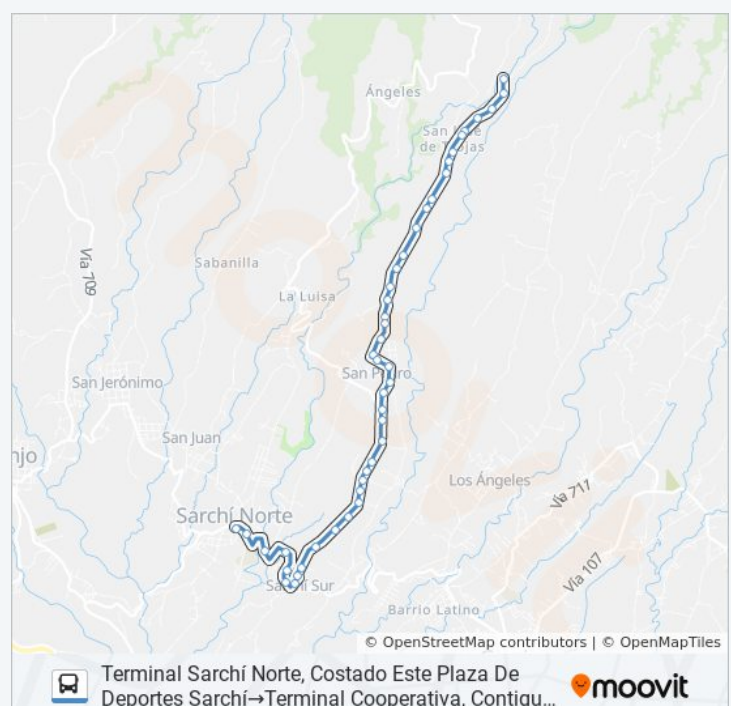 Ángeles
San José
de Trojas
Vía 709
Sabanilla
La Luisa
San Jerónimo
San Pedro
San Juan
njo
Los Ángeles
Vía 717
Sarchí Norte
Vía 107
Sarchí Sur
Barrio Latino
© OpenStreetMap contributors | © OpenMapTiles
Terminal Sarchí Norte, Costado Este Plaza De
Deportes Sarchí→Terminal Cooperativa, Contigu…
moovit